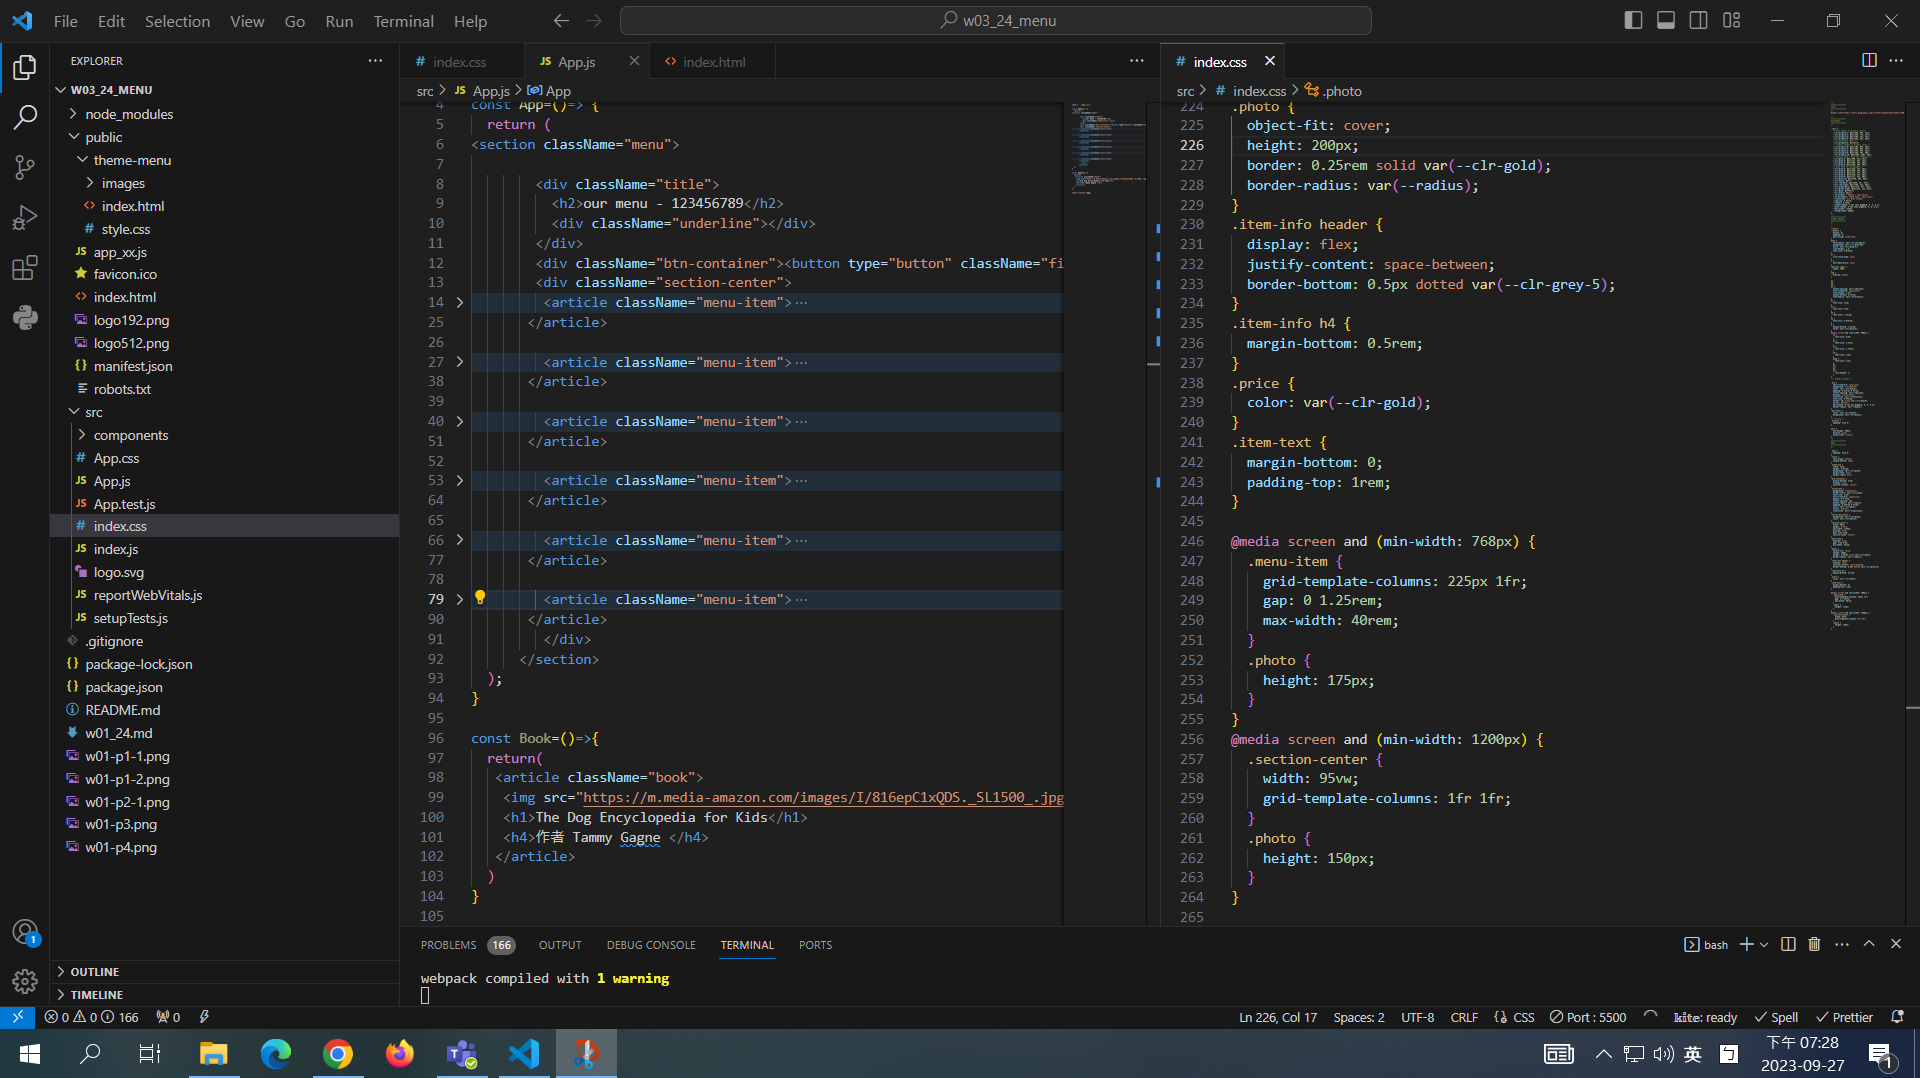 File Edit Selection View Go Run Terminal Help
w03_24_menu
EXPLORER
W03_24_MENU
node_modules
public
theme-menu
images
index.html
style.css
app_xx.js
favicon.ico
index.html
logo192.png
logo512.png
manifest.json
robots.txt
src
components
App.css
App.js
App.test.js
index.css
index.js
logo.svg
reportWebVitals.js
setupTests.js
.gitignore
package-lock.json
package.json
README.md
w01_24.md
w01-p1-1.png
w01-p1-2.png
w01-p2-1.png
w01-p3.png
w01-p4.png
OUTLINE
TIMELINE
index.css
App.js
index.html
src > App.js > App
4 const App=()=> {
5 return (
6 <section className="menu">
7
8 <div className="title">
9 <h2>our menu - 123456789</h2>
10 <div className="underline"></div>
11 </div>
12 <div className="btn-container"><button type="button" className="fi
13 <div className="section-center">
14 <article className="menu-item">···
25 </article>
26
27 <article className="menu-item">···
38 </article>
39
40 <article className="menu-item">···
51 </article>
52
53 <article className="menu-item">···
64 </article>
65
66 <article className="menu-item">···
77 </article>
78
79 <article className="menu-item">···
90 </article>
91 </div>
92 </section>
93 );
94 }
95
96 const Book=()=>{
97 return(
98 <article className="book">
99 <img src="https://m.media-amazon.com/images/I/816epC1xQDS._SL1500_.jpg
100 <h1>The Dog Encyclopedia for Kids</h1>
101 <h4>作者 Tammy Gagne </h4>
102 </article>
103 )
104 }
105
index.css
src > index.css > .photo
224 .photo {
225 object-fit: cover;
226 height: 200px;
227 border: 0.25rem solid var(--clr-gold);
228 border-radius: var(--radius);
229 }
230 .item-info header {
231 display: flex;
232 justify-content: space-between;
233 border-bottom: 0.5px dotted var(--clr-grey-5);
234 }
235 .item-info h4 {
236 margin-bottom: 0.5rem;
237 }
238 .price {
239 color: var(--clr-gold);
240 }
241 .item-text {
242 margin-bottom: 0;
243 padding-top: 1rem;
244 }
245
246 @media screen and (min-width: 768px) {
247 .menu-item {
248 grid-template-columns: 225px 1fr;
249 gap: 0 1.25rem;
250 max-width: 40rem;
251 }
252 .photo {
253 height: 175px;
254 }
255 }
256 @media screen and (min-width: 1200px) {
257 .section-center {
258 width: 95vw;
259 grid-template-columns: 1fr 1fr;
260 }
261 .photo {
262 height: 150px;
263 }
264 }
265
PROBLEMS 166 OUTPUT DEBUG CONSOLE TERMINAL PORTS
bash
webpack compiled with 1 warning
0 0 166 0
Ln 226, Col 17 Spaces: 2 UTF-8 CRLF CSS Port : 5500 kite: ready Spell Prettier
英
下午 07:28
2023-09-27
1